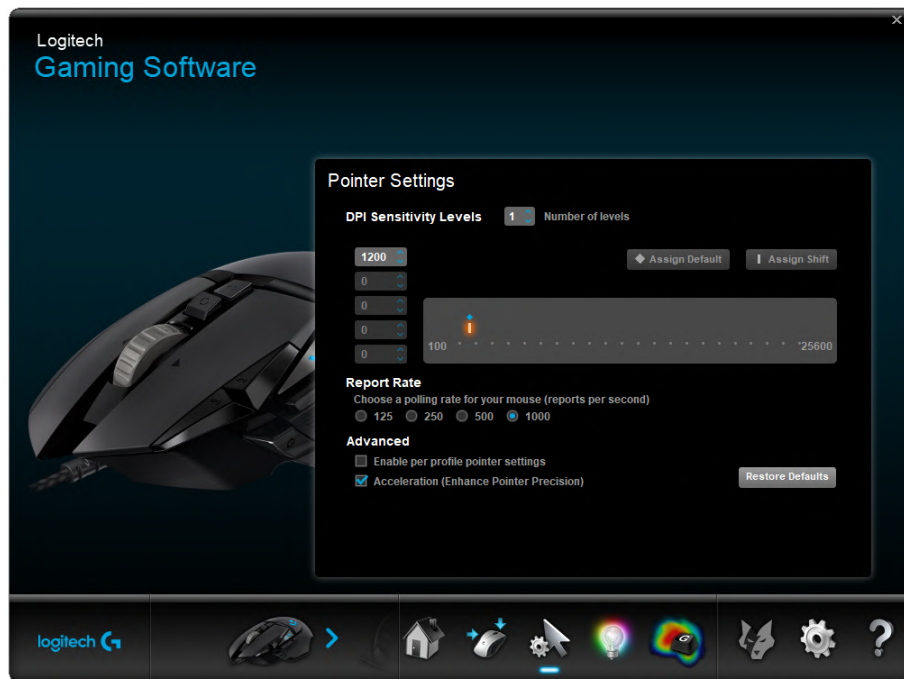 Logitech
Gaming Software
Pointer Settings
DPI Sensitivity Levels 1 Number of levels
1200 Assign Default Assign Shift
0
0
0
0
100 25600
Report Rate
Choose a polling rate for your mouse (reports per second)
125 250 500 1000
Advanced
Enable per profile pointer settings
Acceleration (Enhance Pointer Precision)
Restore Defaults
logitech G
G
?